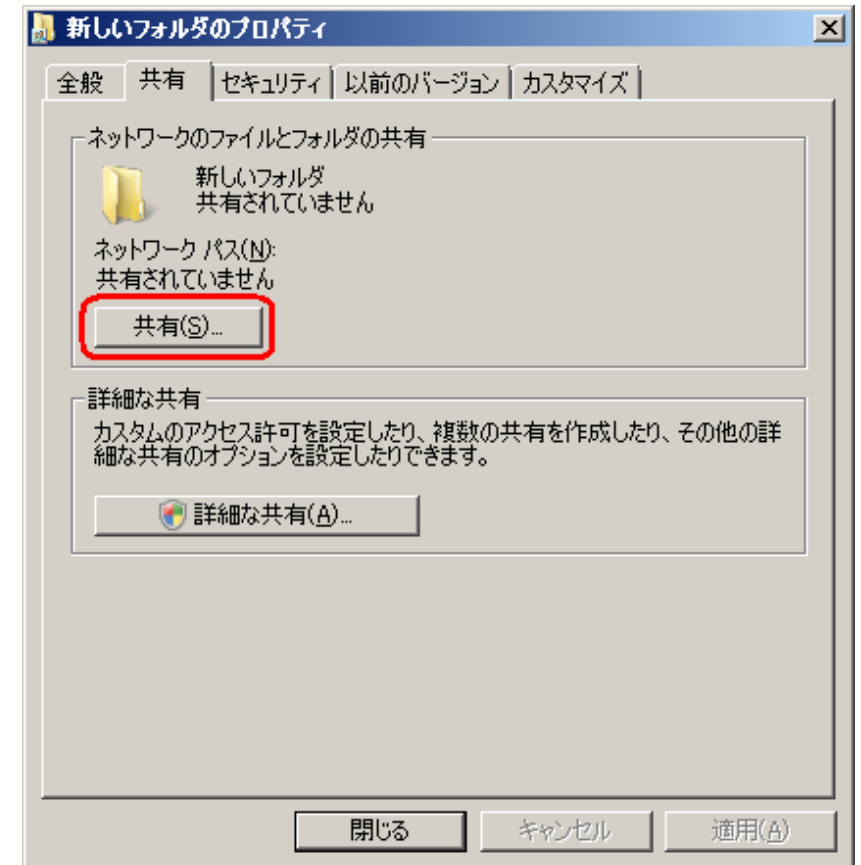 新しいフォルダのプロパティ
全般 共有 セキュリティ 以前のバージョン カスタマイズ
ネットワークのファイルとフォルダの共有
新しいフォルダ
共有されていません
ネットワーク パス(N):
共有されていません
共有(S)...
詳細な共有
カスタムのアクセス許可を設定したり、複数の共有を作成したり、その他の詳
細な共有のオプションを設定したりできます。
詳細な共有(A)...
閉じる キャンセル 適用(A)